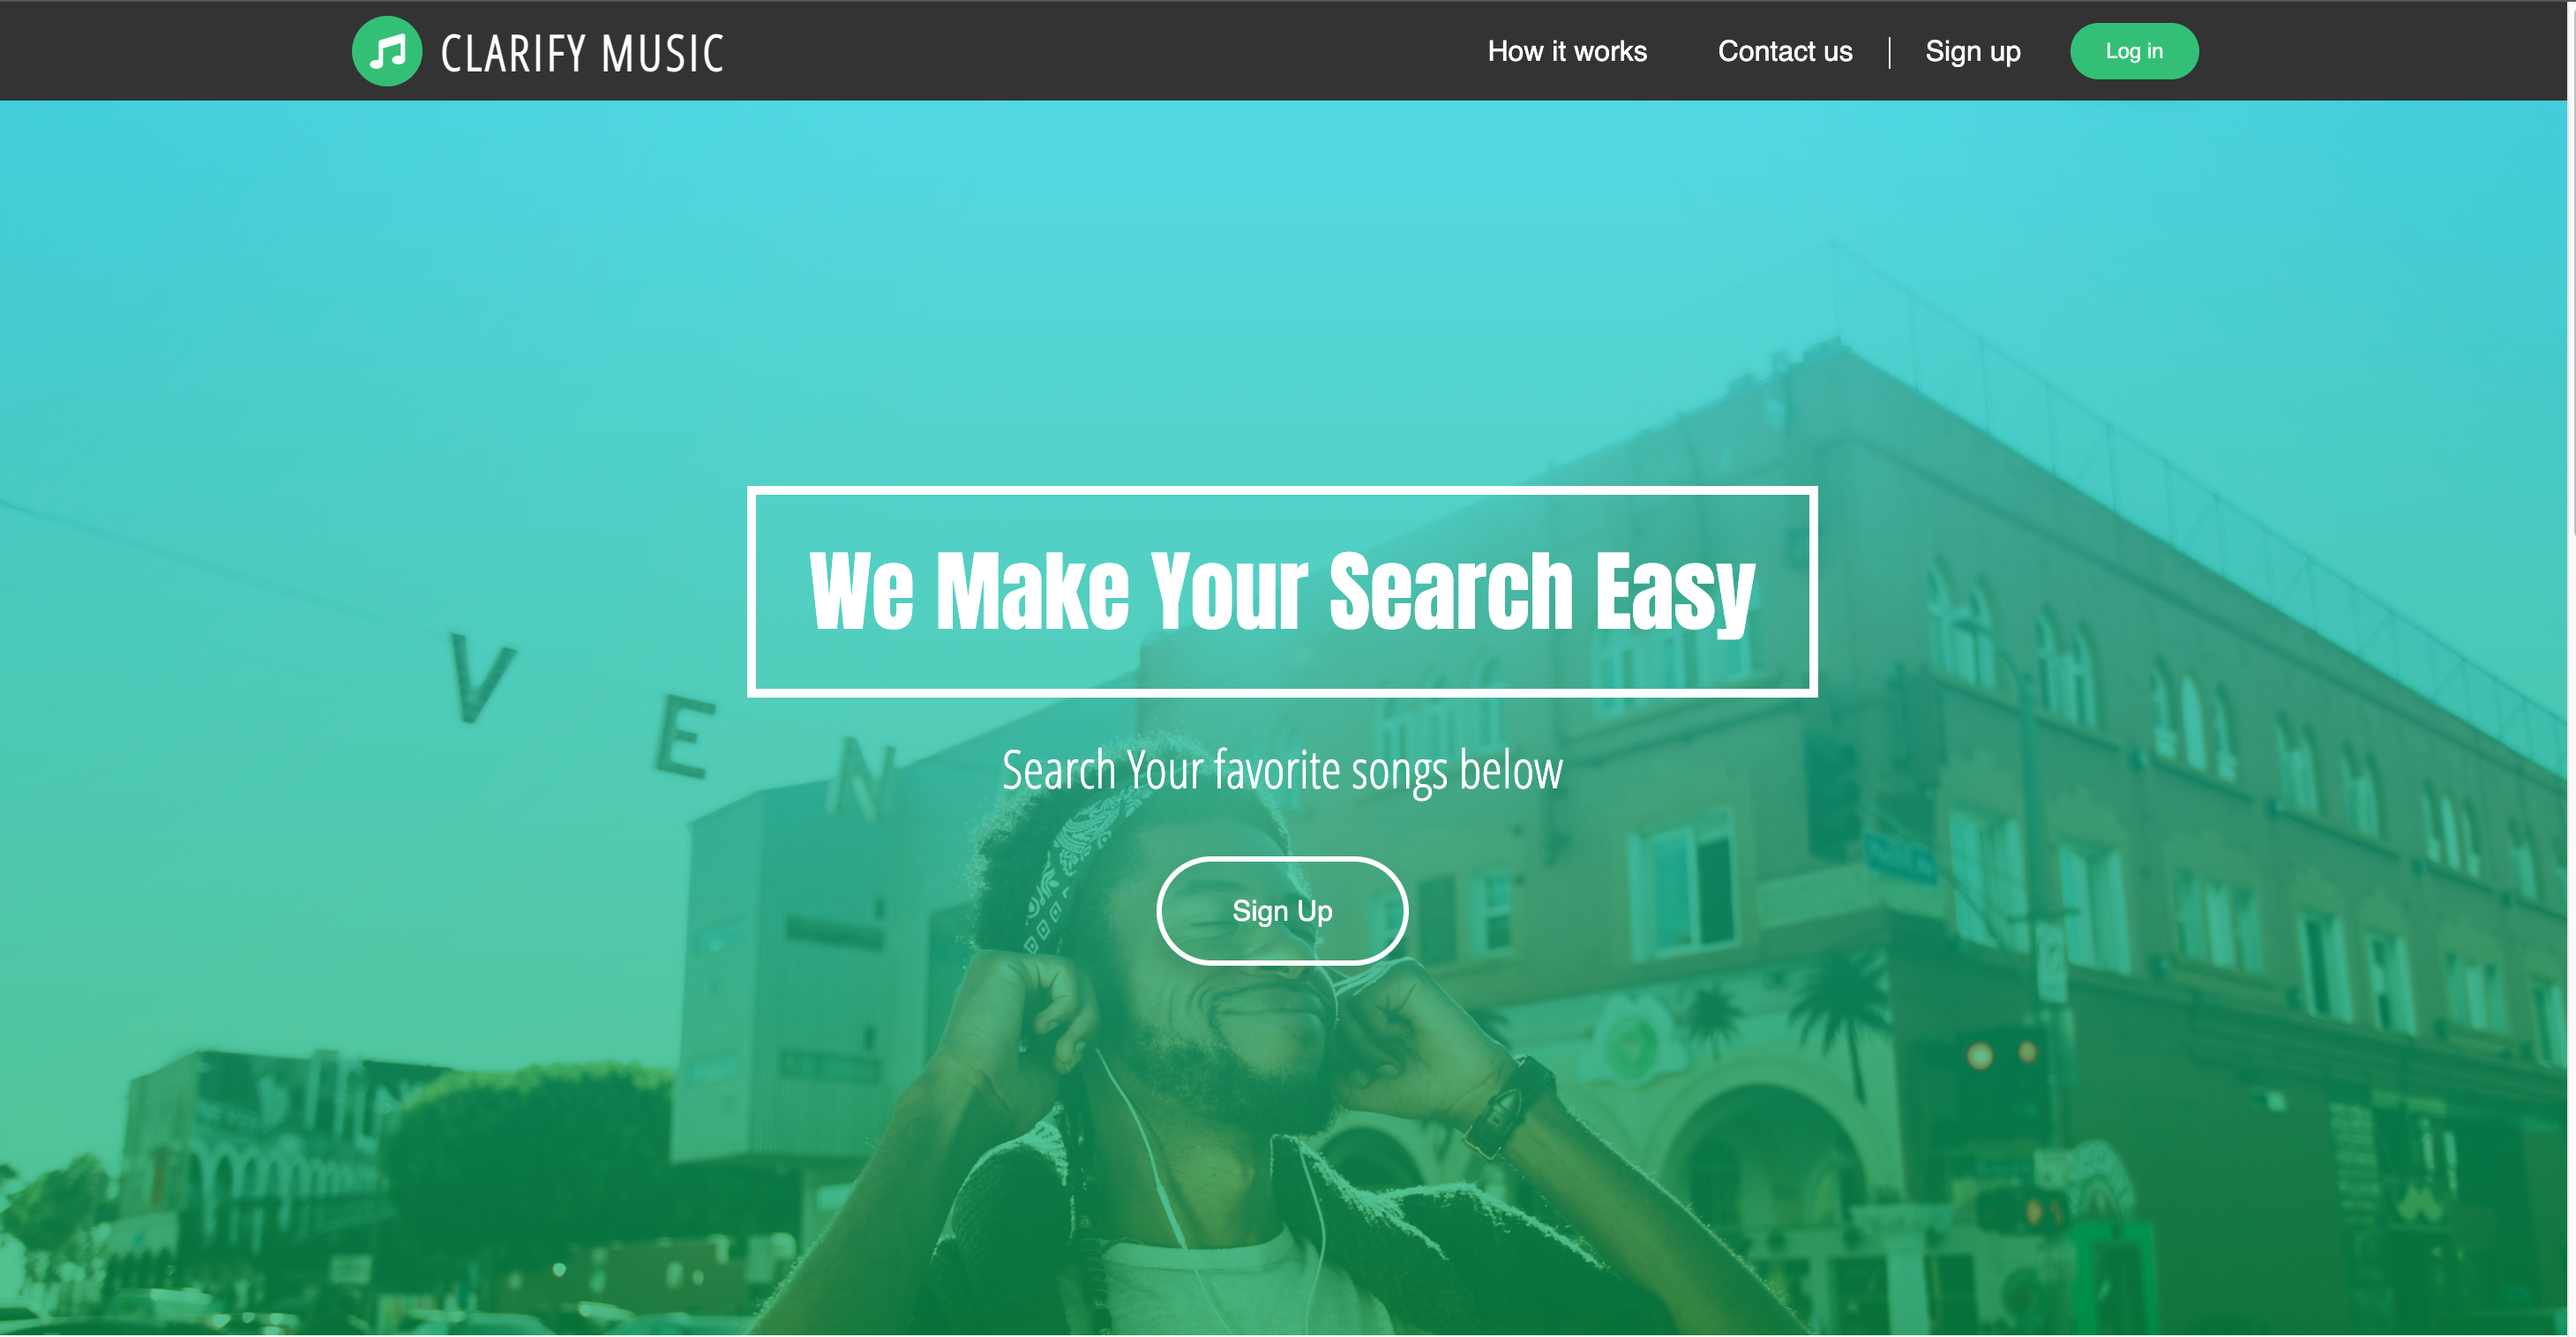 CLARIFY MUSIC
How it works
Contact us
Sign up
Log in
We Make Your Search Easy
V E N
Search Your favorite songs below
Sign Up